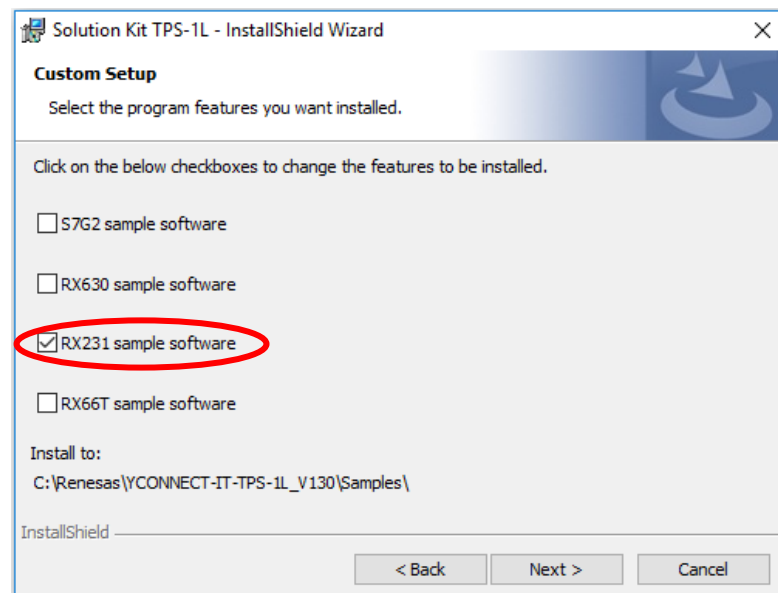 Solution Kit TPS-1L - InstallShield Wizard
Custom Setup
Select the program features you want installed.
Click on the below checkboxes to change the features to be installed.
S7G2 sample software
RX630 sample software
RX231 sample software
RX66T sample software
Install to:
C:\Renesas\YCONNECT-IT-TPS-1L_V130\Samples\
InstallShield
< Back Next > Cancel